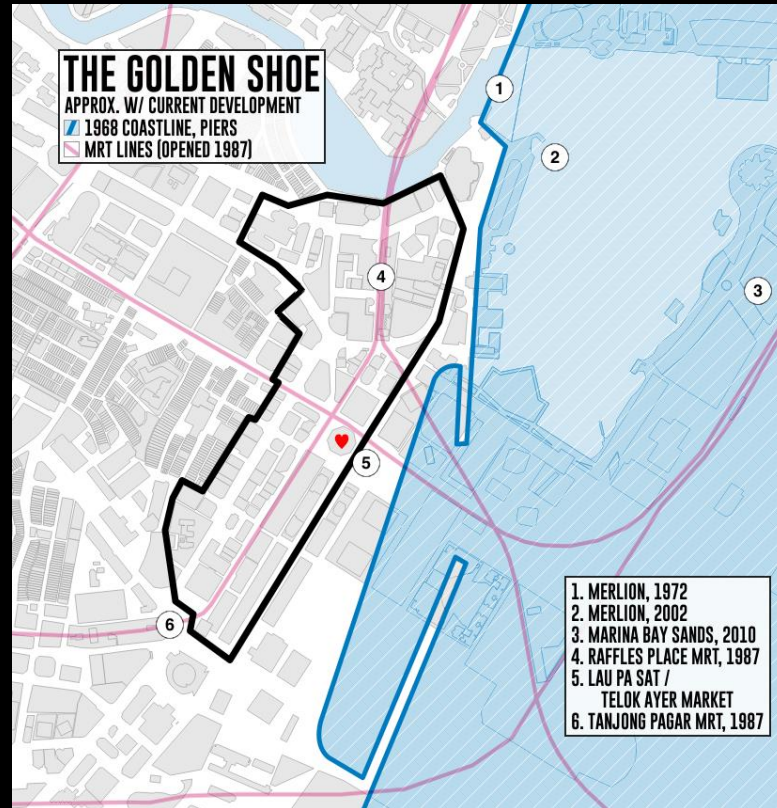 THE GOLDEN SHOE
APPROX. W/ CURRENT DEVELOPMENT
1968 COASTLINE, PIERS
MRT LINES (OPENED 1987)
1
2
3
4
5
6
1. MERLION, 1972
2. MERLION, 2002
3. MARINA BAY SANDS, 2010
4. RAFFLES PLACE MRT, 1987
5. LAU PA SAT /
TELOK AYER MARKET
6. TANJONG PAGAR MRT, 1987